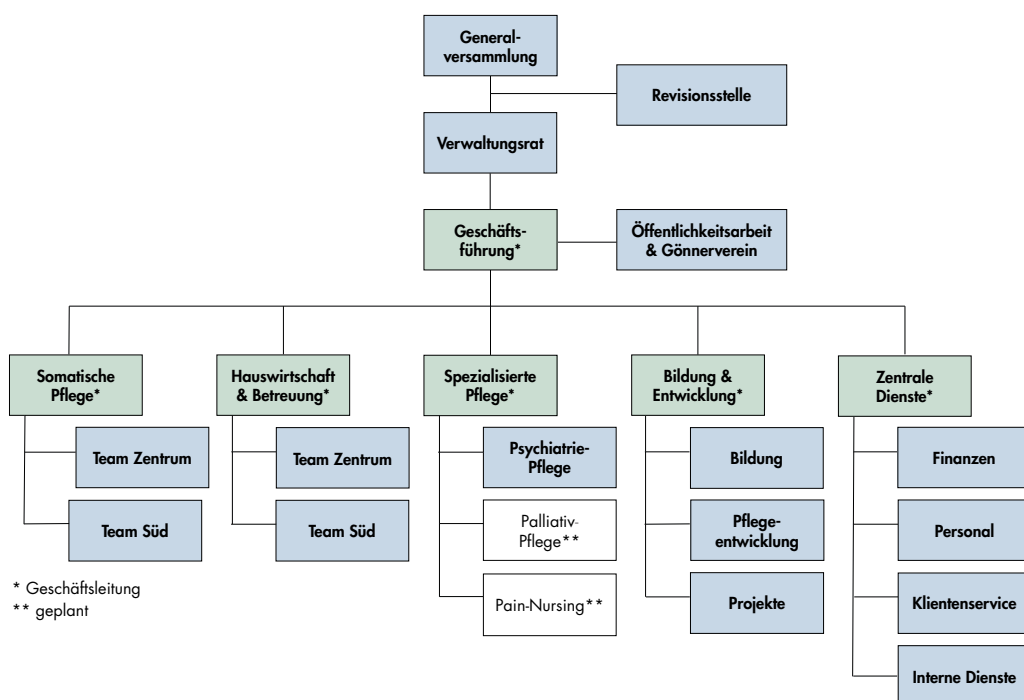 General-
versammlung
Revisionsstelle
Verwaltungsrat
Geschäfts-
führung*
Öffentlichkeitsarbeit
& Gönnerverein
Somatische
Pflege*
Hauswirtschaft
& Betreuung*
Spezialisierte
Pflege*
Bildung &
Entwicklung*
Zentrale
Dienste*
Team Zentrum
Team Süd
Team Zentrum
Team Süd
Psychiatrie-
Pflege
Palliativ-
Pflege**
Pain-Nursing**
Bildung
Pflege-
entwicklung
Projekte
Finanzen
Personal
Klientenservice
Interne Dienste
* Geschäftsleitung
** geplant